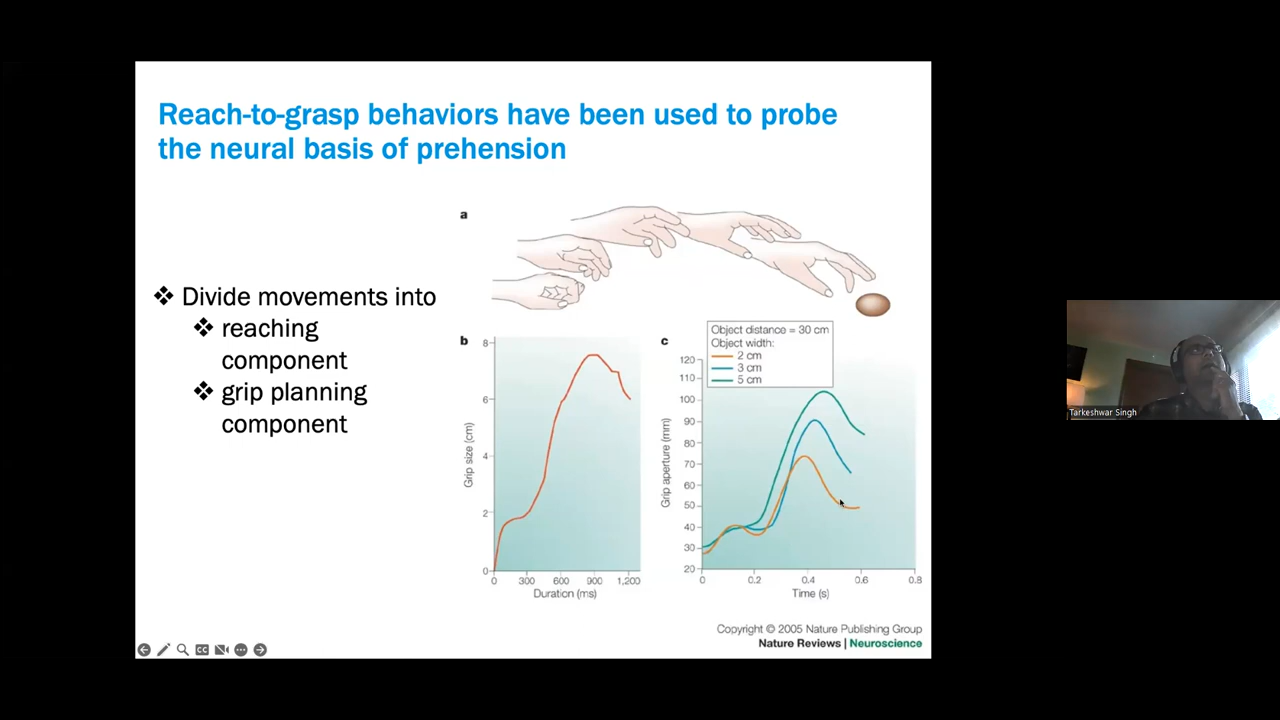 Reach-to-grasp behaviors have been used to probe
the neural basis of prehension
❖ Divide movements into
❖ reaching
component
❖ grip planning
component
a
b
8
6
4
2
0
Grip size (cm)
0 300 600 900 1,200
Duration (ms)
c
Object distance = 30 cm
Object width:
2 cm
3 cm
5 cm
120
110
100
90
80
70
60
50
40
30
20
Grip aperture (mm)
0 0.2 0.4 0.6 0.8
Time (s)
Copyright © 2005 Nature Publishing Group
Nature Reviews | Neuroscience
CC
Tarkeshwar Singh